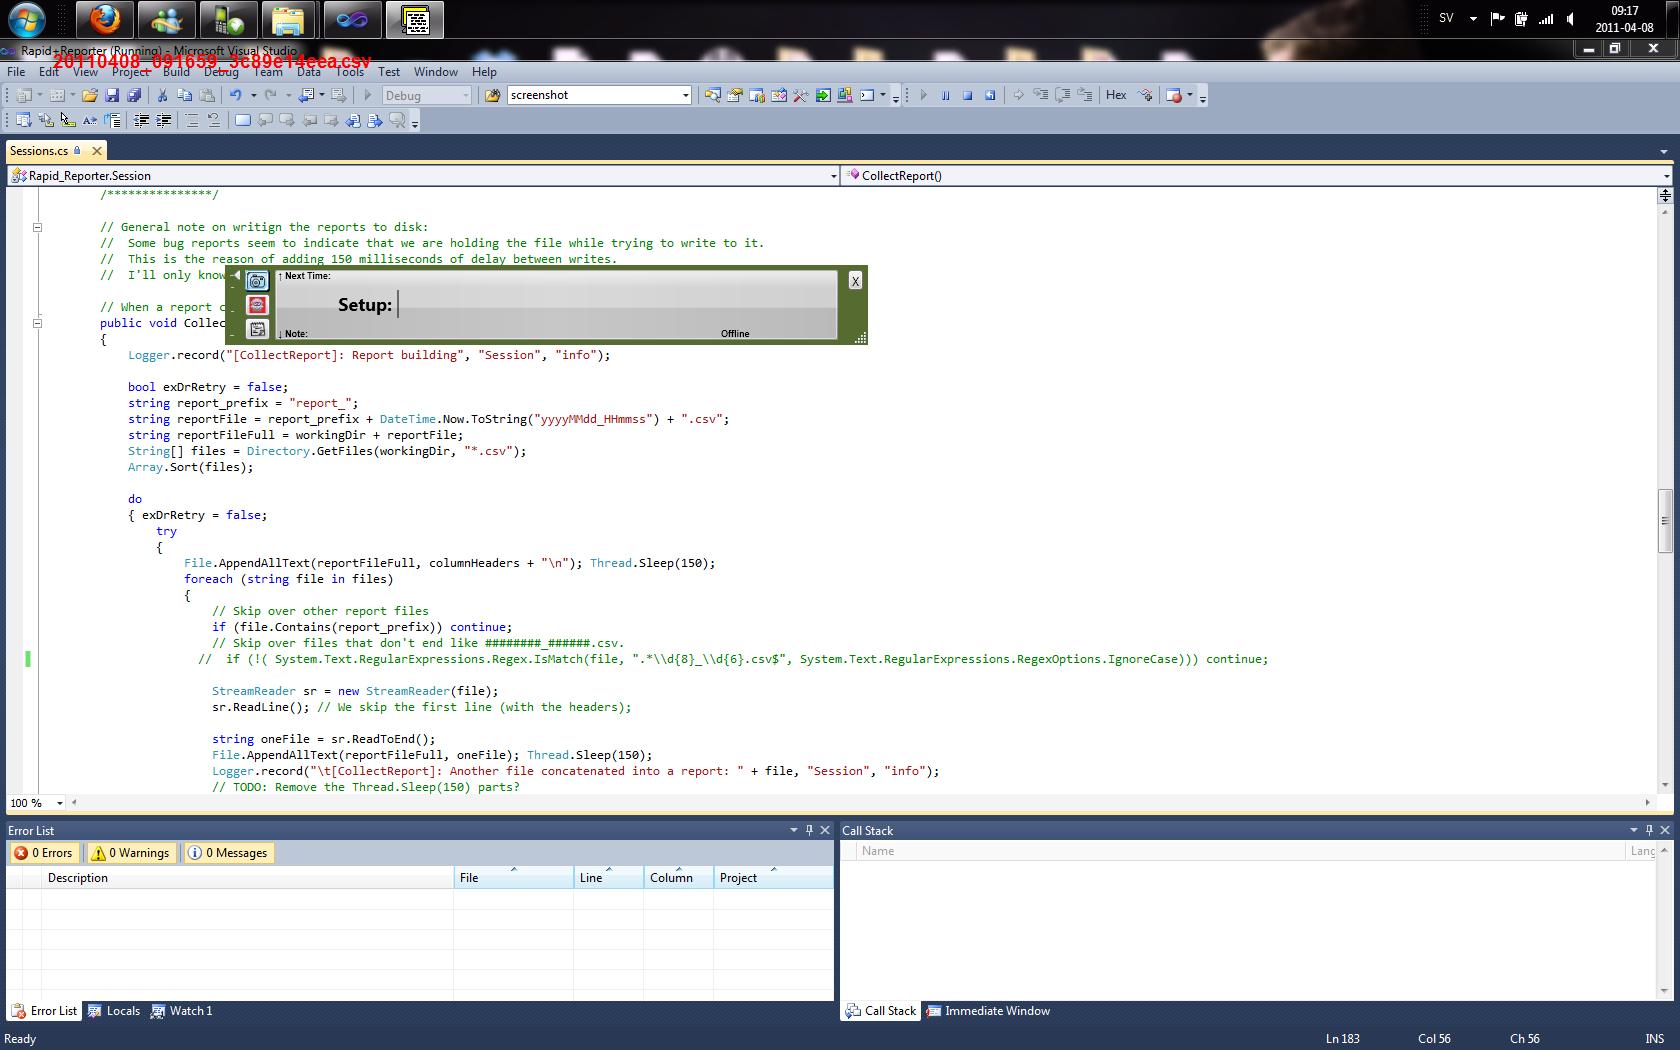 SV
09:17
2011-04-08
Rapid+Reporter (Running) - Microsoft Visual Studio
20110408_091659_3c89e14eea.csv
File Edit View Project Build Debug Team Data Tools Test Window Help
Debug
screenshot
Hex
Sessions.cs
Rapid_Reporter.Session
CollectReport()
/***************/
// General note on writign the reports to disk:
//  Some bug reports seem to indicate that we are holding the file while trying to write to it.
//  This is the reason of adding 150 milliseconds of delay between writes.
//  I'll only know
↑ Next Time:
X
Setup:
// When a report c
public void Collec
↓ Note:
Offline
{
Logger.record("[CollectReport]: Report building", "Session", "info");
bool exDrRetry = false;
string report_prefix = "report_";
string reportFile = report_prefix + DateTime.Now.ToString("yyyyMMdd_HHmmss") + ".csv";
string reportFileFull = workingDir + reportFile;
String[] files = Directory.GetFiles(workingDir, "*.csv");
Array.Sort(files);
do
{ exDrRetry = false;
try
{
File.AppendAllText(reportFileFull, columnHeaders + "\n"); Thread.Sleep(150);
foreach (string file in files)
{
// Skip over other report files
if (file.Contains(report_prefix)) continue;
// Skip over files that don't end like ########_######.csv.
//  if (!( System.Text.RegularExpressions.Regex.IsMatch(file, ".*\\d{8}_\\d{6}.csv$", System.Text.RegularExpressions.RegexOptions.IgnoreCase))) continue;
StreamReader sr = new StreamReader(file);
sr.ReadLine(); // We skip the first line (with the headers);
string oneFile = sr.ReadToEnd();
File.AppendAllText(reportFileFull, oneFile); Thread.Sleep(150);
Logger.record("\t[CollectReport]: Another file concatenated into a report: " + file, "Session", "info");
// TODO: Remove the Thread.Sleep(150) parts?
100 %
Error List
0 Errors 0 Warnings 0 Messages
Description File Line Column Project
Call Stack
Name Lang
Error List Locals Watch 1
Call Stack Immediate Window
Ready
Ln 183 Col 56 Ch 56 INS